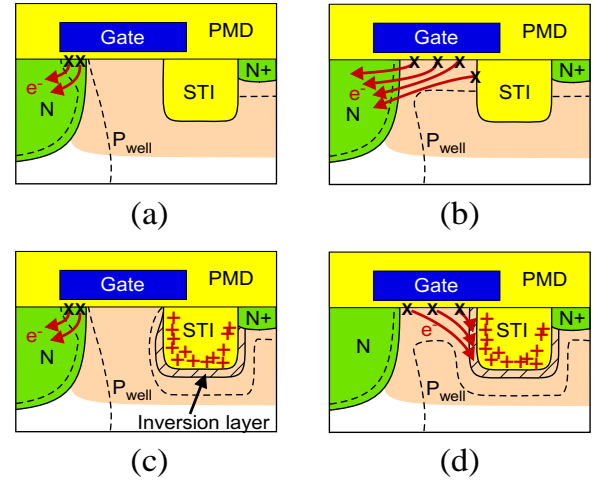 Gate PMD
N+
XX
e-
STI
N
Pwell
(a)
Gate PMD
X X X
N+
X
e-
STI
N
Pwell
(b)
Gate PMD
XX
N+
STI
e-
N
Pwell
Inversion layer
(c)
Gate PMD
X X X
N+
e-
STI
N
Pwell
(d)